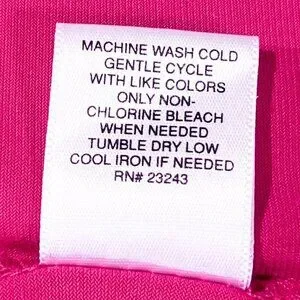 MACHINE WASH COLD
GENTLE CYCLE
WITH LIKE COLORS
ONLY NON-
CHLORINE BLEACH
WHEN NEEDED
TUMBLE DRY LOW
COOL IRON IF NEEDED
RN# 23243